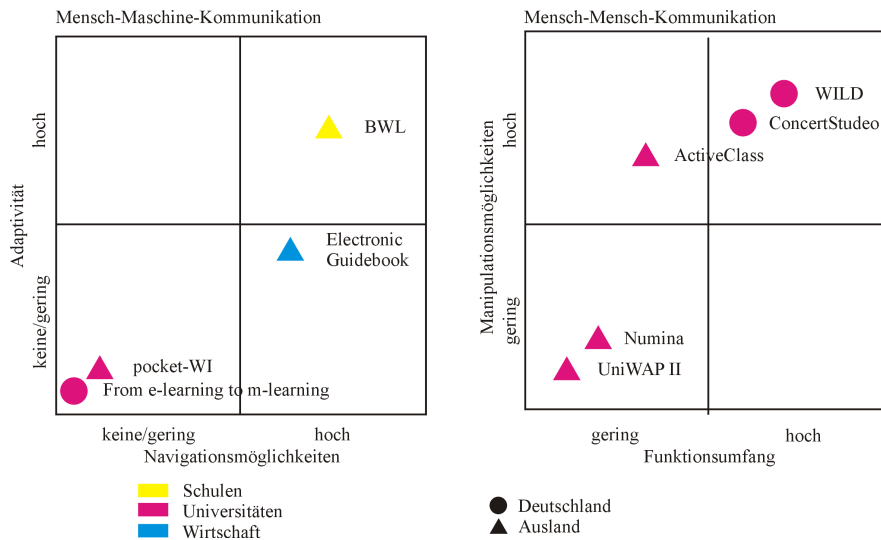 Mensch-Maschine-Kommunikation
Adaptivität
hoch
keine/gering
BWL
Electronic
Guidebook
pocket-WI
From e-learning to m-learning
keine/gering
hoch
Navigationsmöglichkeiten
Mensch-Mensch-Kommunikation
Manipulationsmöglichkeiten
hoch
gering
WILD
ConcertStudeo
ActiveClass
Numina
UniWAP II
gering
hoch
Funktionsumfang
Schulen
Universitäten
Wirtschaft
Deutschland
Ausland